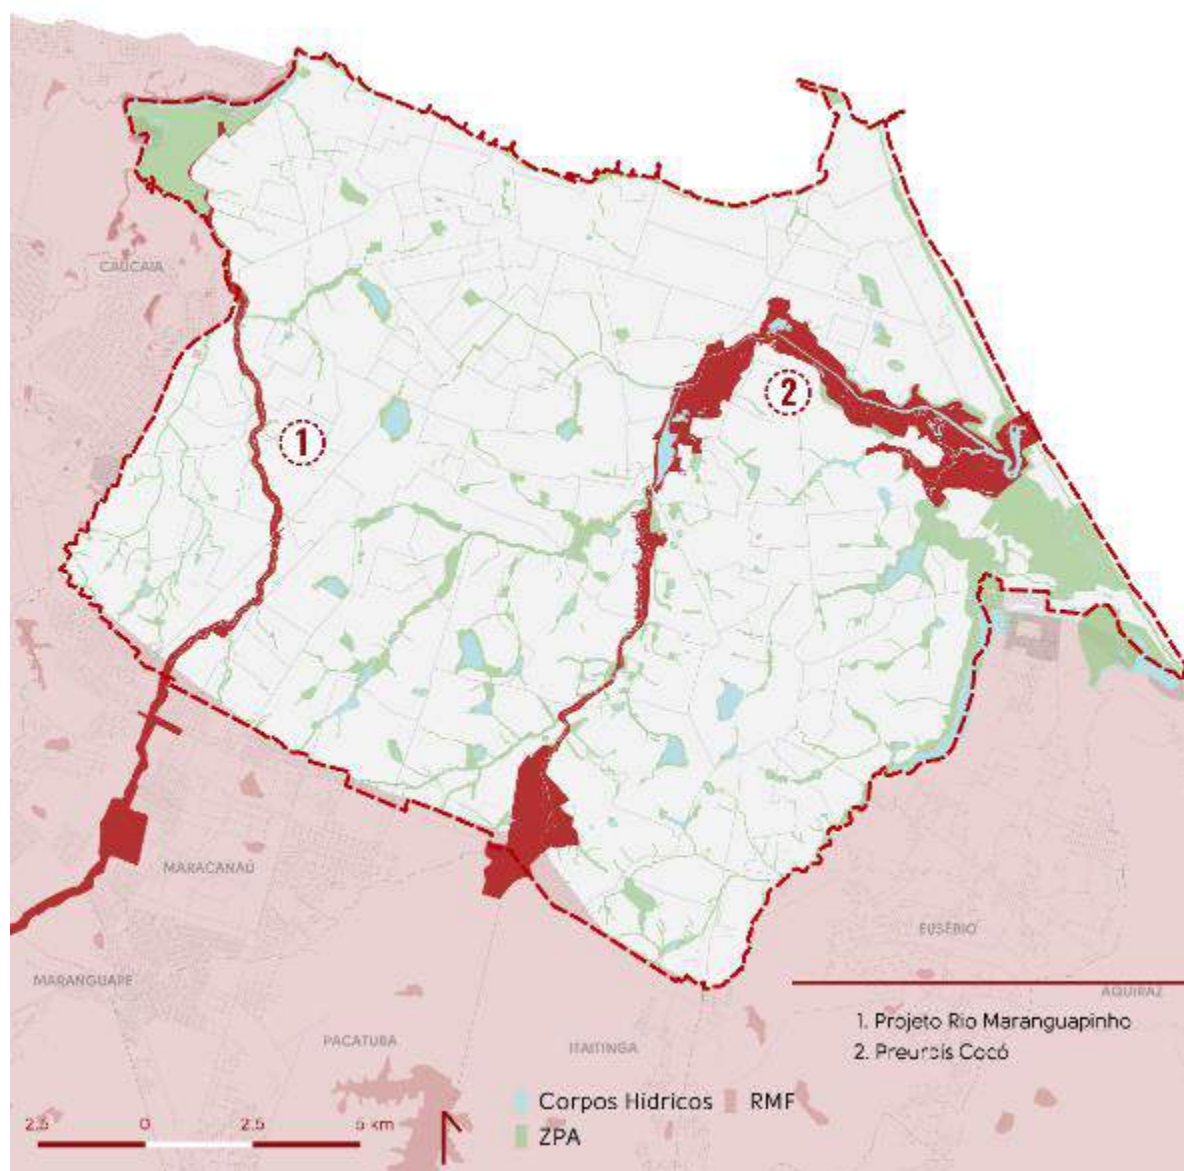 CAUCAIA
1
2
MARACANAÚ
EUSÉBIO
MARANGUAPE
AQUIRAZ
1. Projeto Rio Maranguapinho
2. Preurbis Cocó
PACATUBA
ITAITINGA
Corpos Hídricos RMF
ZPA
2.5 0 2.5 5 km